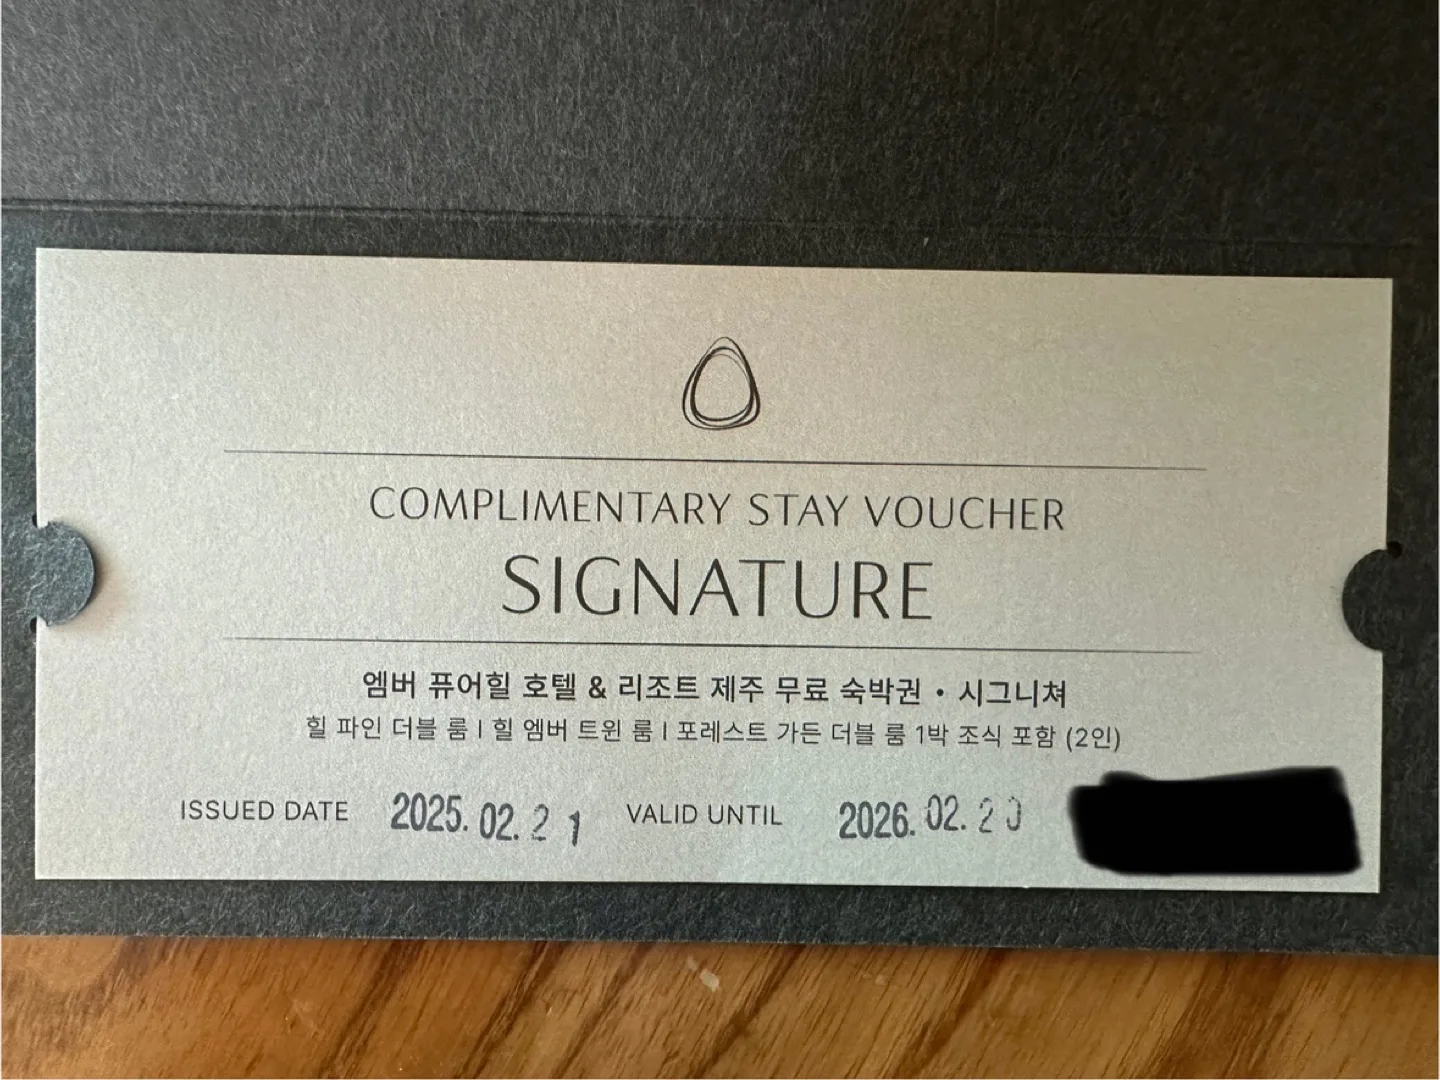 COMPLIMENTARY STAY VOUCHER
SIGNATURE
엠버 퓨어힐 호텔 & 리조트 제주 무료 숙박권 • 시그니쳐
힐 파인 더블 룸 | 힐 엠버 트윈 룸 | 포레스트 가든 더블 룸 1박 조식 포함 (2인)
ISSUED DATE 2025. 02. 21 VALID UNTIL 2026. 02. 20